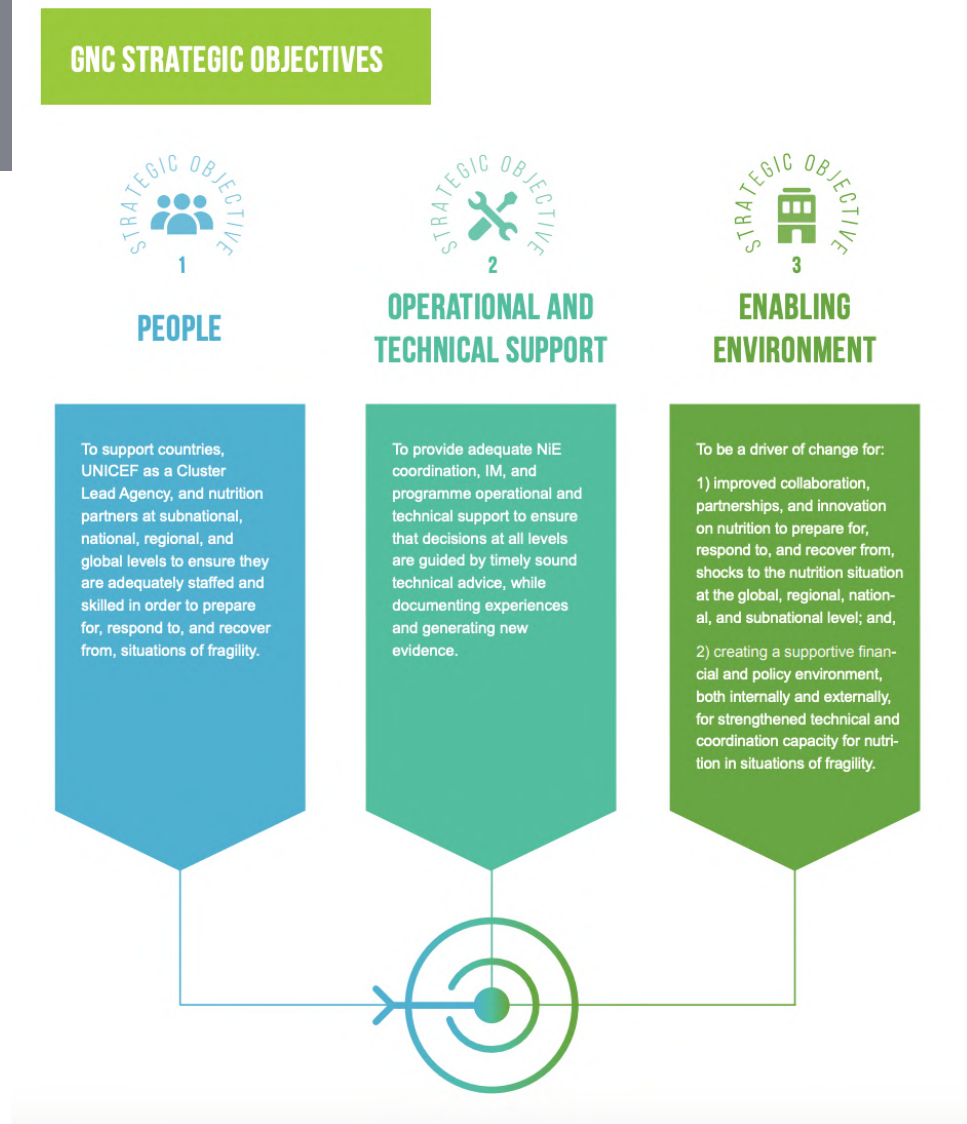 GNC STRATEGIC OBJECTIVES
STRATEGIC OBJECTIVE
1
PEOPLE
To support countries,
UNICEF as a Cluster
Lead Agency, and nutrition
partners at subnational,
national, regional, and
global levels to ensure they
are adequately staffed and
skilled in order to prepare
for, respond to, and recover
from, situations of fragility.
STRATEGIC OBJECTIVE
2
OPERATIONAL AND
TECHNICAL SUPPORT
To provide adequate NiE
coordination, IM, and
programme operational and
technical support to ensure
that decisions at all levels
are guided by timely sound
technical advice, while
documenting experiences
and generating new
evidence.
STRATEGIC OBJECTIVE
3
ENABLING
ENVIRONMENT
To be a driver of change for:
1) improved collaboration,
partnerships, and innovation
on nutrition to prepare for,
respond to, and recover from,
shocks to the nutrition situation
at the global, regional, nation-
al, and subnational level; and,
2) creating a supportive finan-
cial and policy environment,
both internally and externally,
for strengthened technical and
coordination capacity for nutri-
tion in situations of fragility.